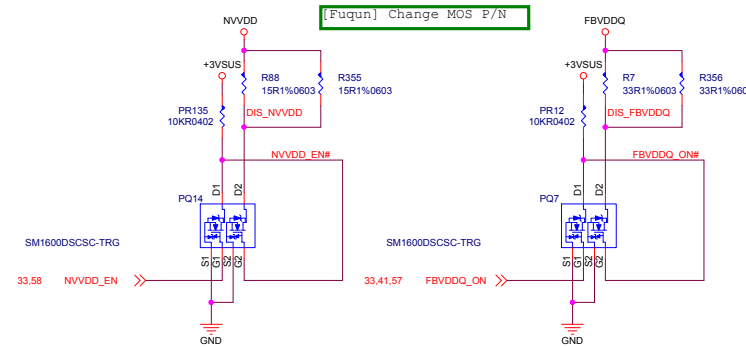 [Fuqun] Change MOS P/N
NVVDD
+3VSUS
R88
15R1%0603
R355
15R1%0603
PR135
10KR0402
DIS_NVVDD
NVVDD_EN#
D1
D2
PQ14
SM1600DSCSC-TRG
S1
G1
S2
G2
33,58
NVVDD_EN
GND
FBVDDQ
+3VSUS
R7
33R1%0603
R356
33R1%0603
PR12
10KR0402
DIS_FBVDDQ
FBVDDQ_ON#
D1
D2
PQ7
SM1600DSCSC-TRG
S1
G1
S2
G2
33,41,57
FBVDDQ_ON
GND